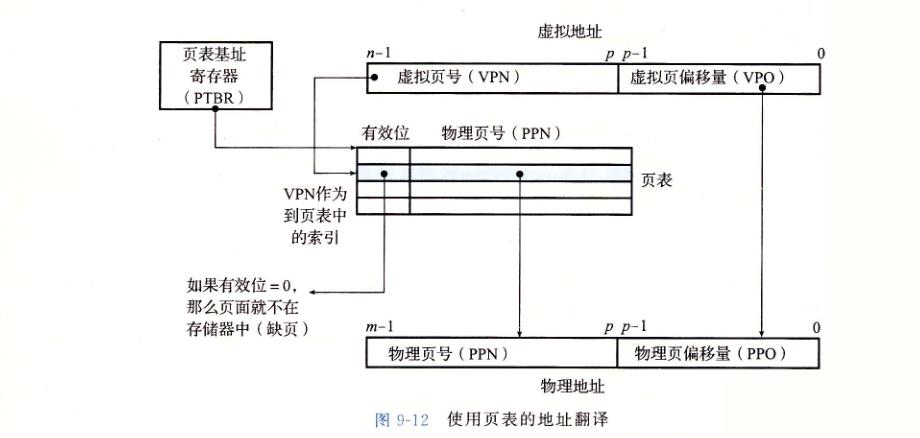 虚拟地址
页表基址
寄存器
（PTBR）
n-1
p p-1
0
虚拟页号（VPN）
虚拟页偏移量（VPO）
有效位
物理页号（PPN）
页表
VPN作为
到页表中
的索引
如果有效位=0，
那么页面就不在
存储器中（缺页）
m-1
p p-1
0
物理页号（PPN）
物理页偏移量（PPO）
物理地址
图 9-12 使用页表的地址翻译